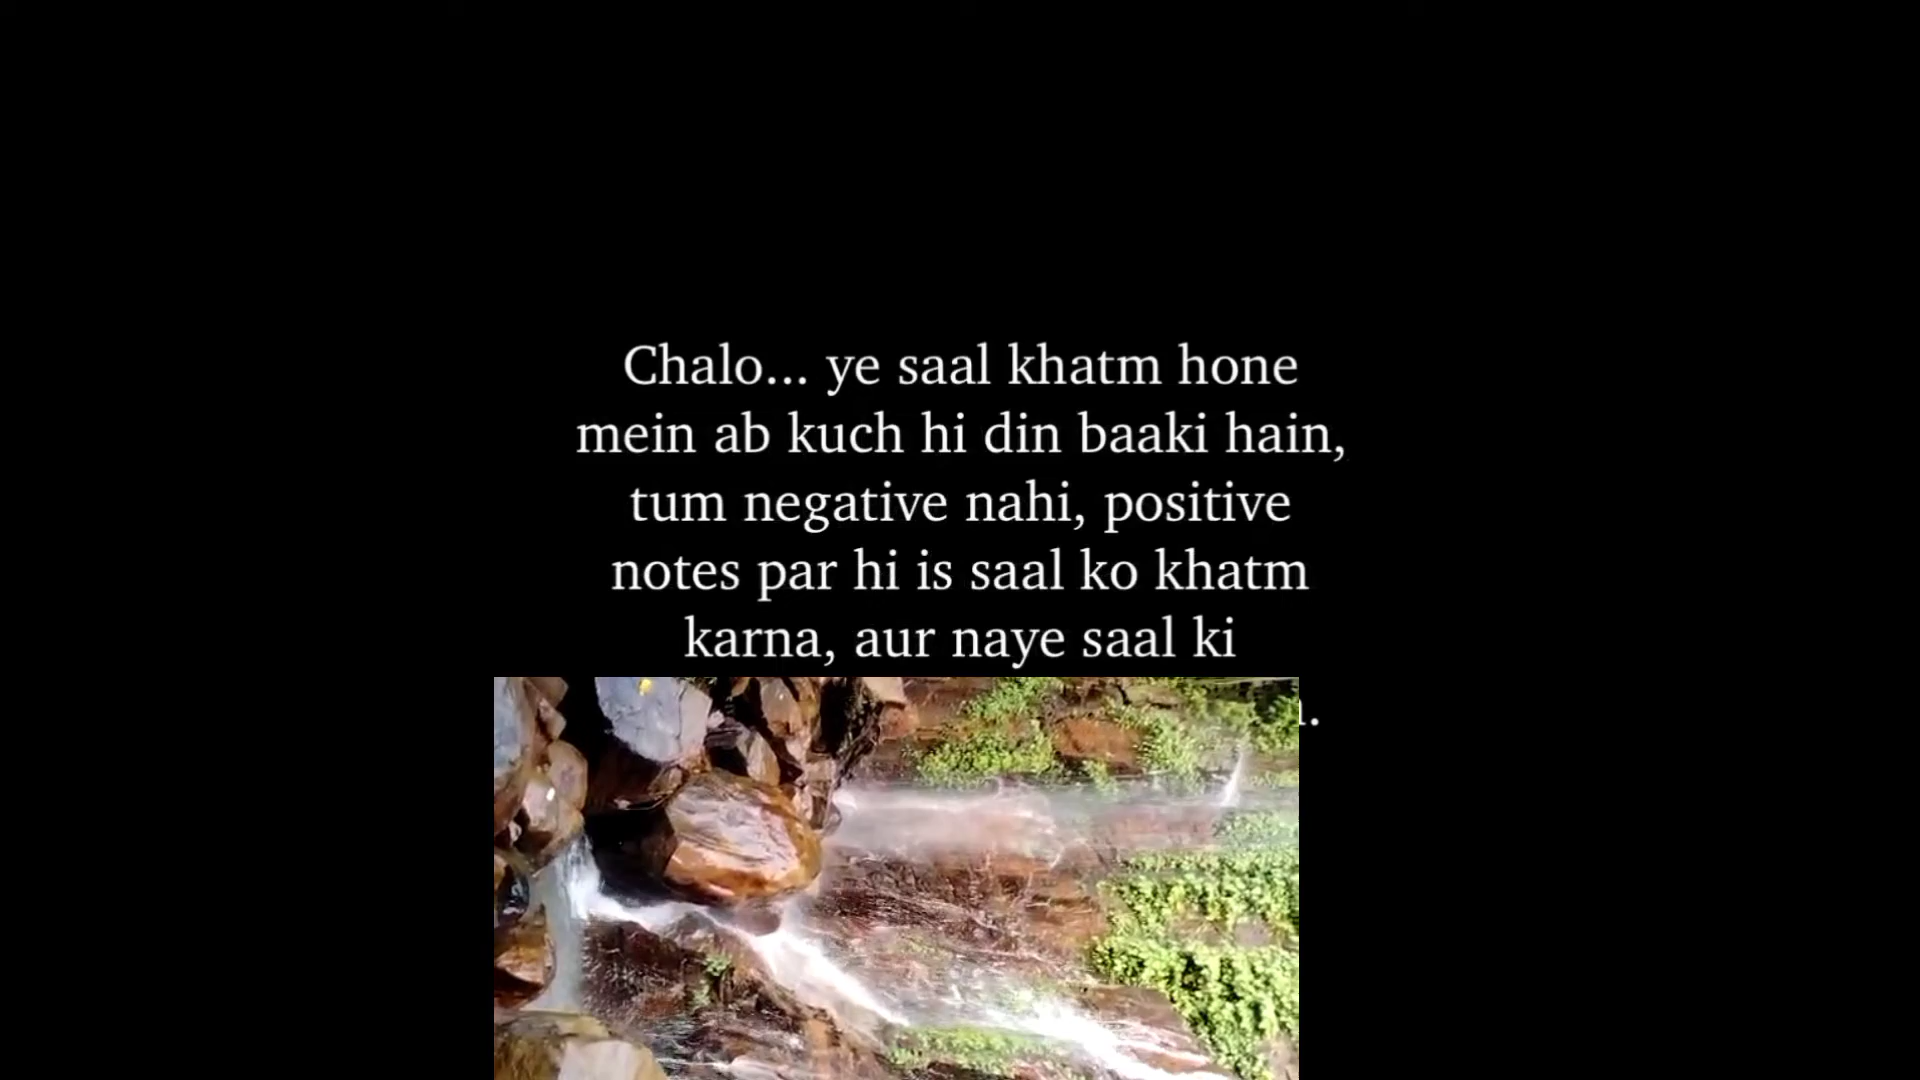 Chalo... ye saal khatm hone
mein ab kuch hi din baaki hain,
tum negative nahi, positive
notes par hi is saal ko khatm
karna, aur naye saal ki